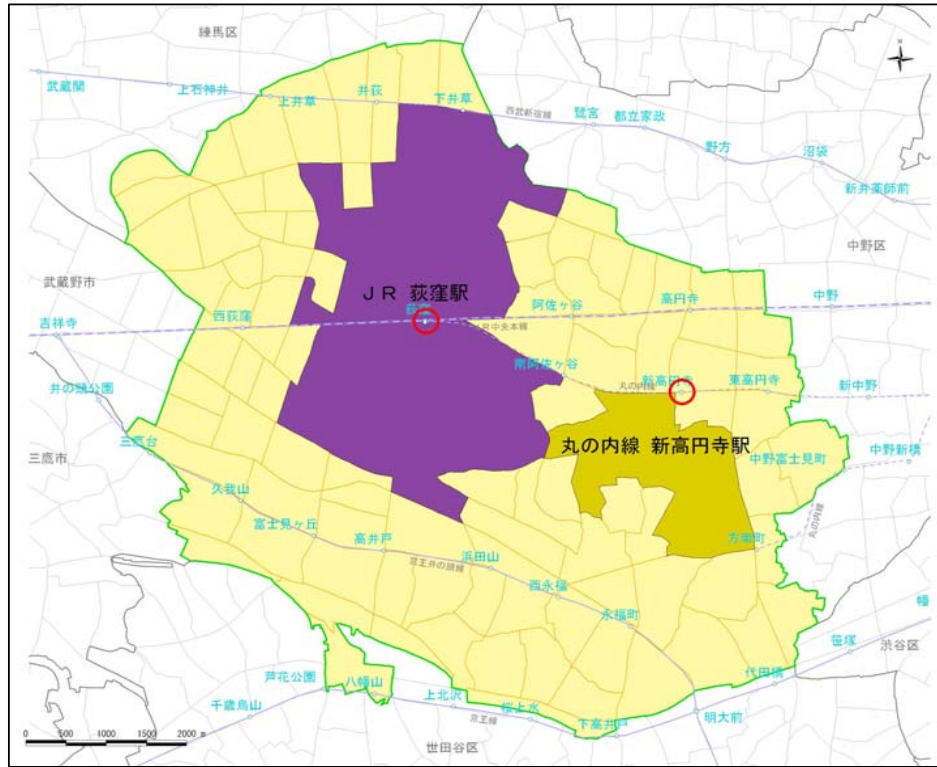 練馬区
N
武蔵関
上石神井
上井草
井荻
下井草
西武新宿線
鷺宮
都立家政
野方
沼袋
新井薬師前
中野区
武蔵野市
JR 荻窪駅
吉祥寺
西荻窪
JR中央本線
阿佐ヶ谷
高円寺
中野
南阿佐ヶ谷
丸の内線
新高円寺
東高円寺
新中野
井の頭公園
三鷹台
三鷹市
丸の内線 新高円寺駅
中野富士見町
中野新橋
久我山
富士見ヶ丘
高井戸
浜田山
京王井の頭線
方南町
丸の内線
西永福
永福町
幡
笹塚
渋谷区
代田橋
芦花公園
八幡山
千歳烏山
上北沢
桜上水
京王線
下高井戸
明大前
世田谷区
0 500 1000 1500 2000 m